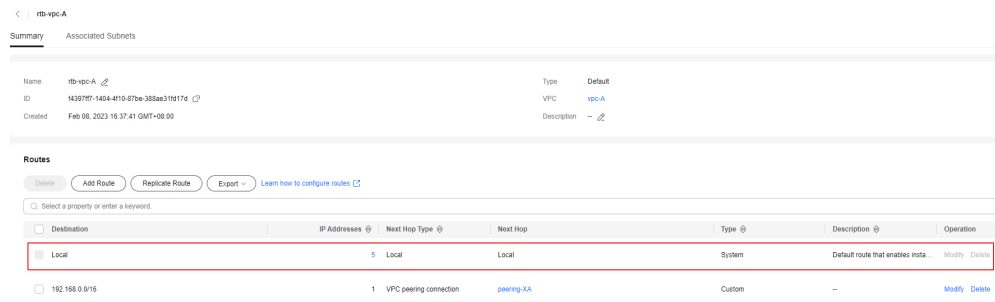 rtb-vpc-A
Summary Associated Subnets
Name rtb-vpc-A Type Default
ID f4397ff7-1404-4f10-87be-388ae31fd17d VPC vpc-A
Created Feb 08, 2023 16:37:41 GMT+08:00 Description --
Routes
Delete Add Route Replicate Route Export Learn how to configure routes
Select a property or enter a keyword.
Destination IP Addresses Next Hop Type Next Hop Type Description Operation
Local 5 Local Local System Default route that enables insta... Modify Delete
192.168.0.0/16 1 VPC peering connection peering-XA Custom -- Modify Delete